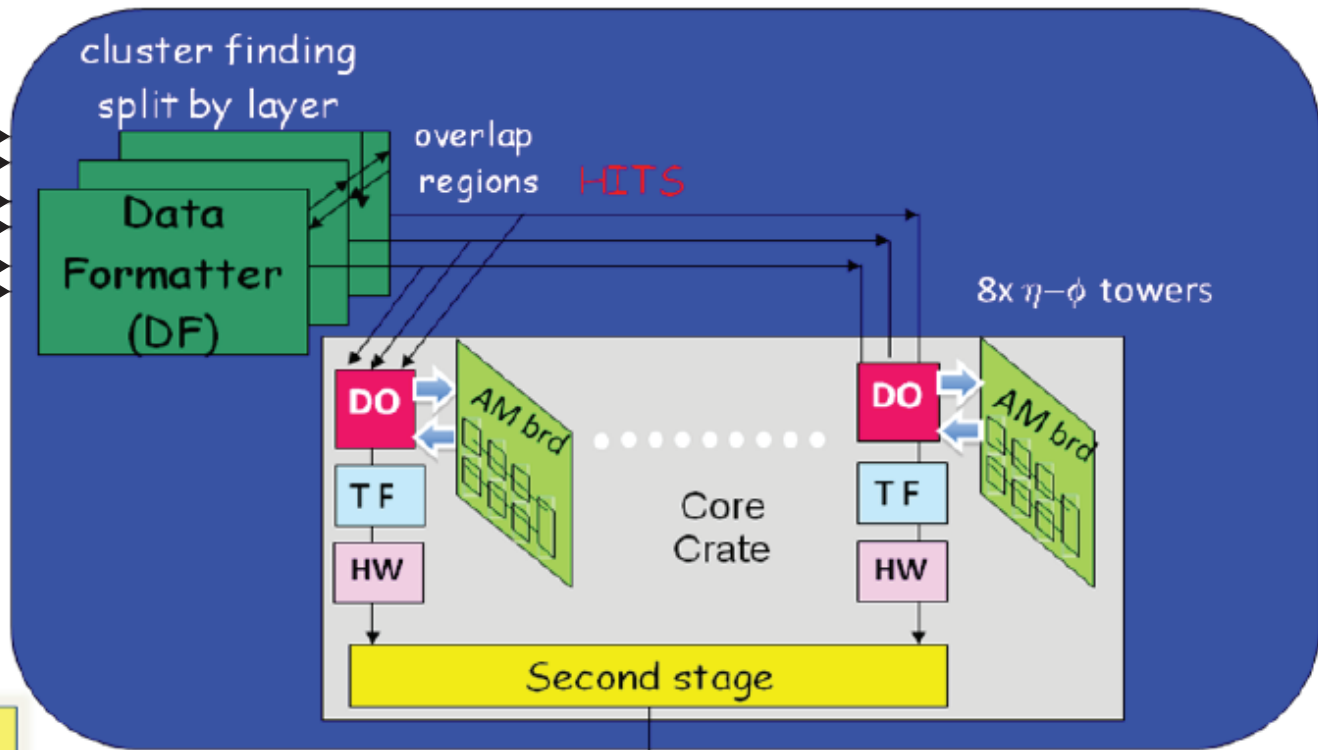 cluster finding
split by layer
overlap
regions HITS
Data
Formatter
(DF)
8x η–ϕ towers
DO
AM brd
DO
AM brd
TF
TF
Core
Crate
HW
HW
Second stage